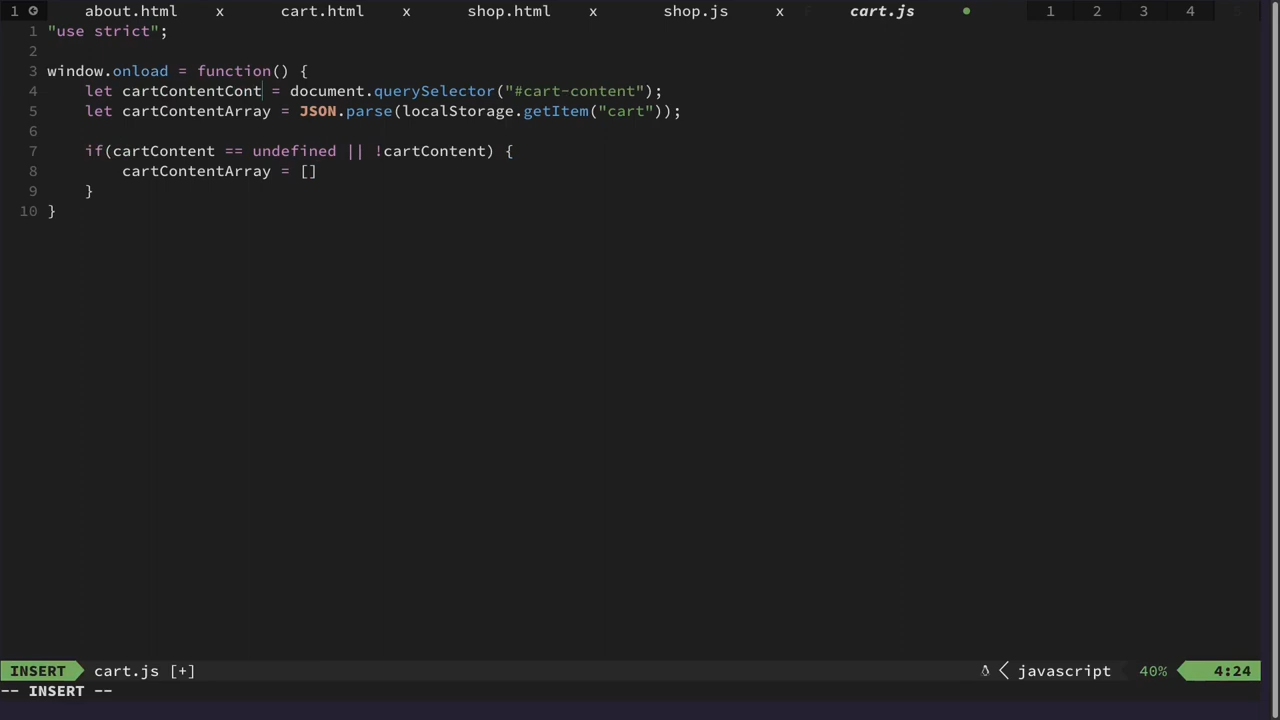 1 about.html x cart.html x shop.html x shop.js x cart.js 1 2 3 4
1 "use strict";
2
3 window.onload = function() {
4 let cartContentCont = document.querySelector("#cart-content");
5 let cartContentArray = JSON.parse(localStorage.getItem("cart"));
6
7 if(cartContent == undefined || !cartContent) {
8 cartContentArray = []
9 }
10 }
INSERT cart.js [+] javascript 40% 4:24
-- INSERT --